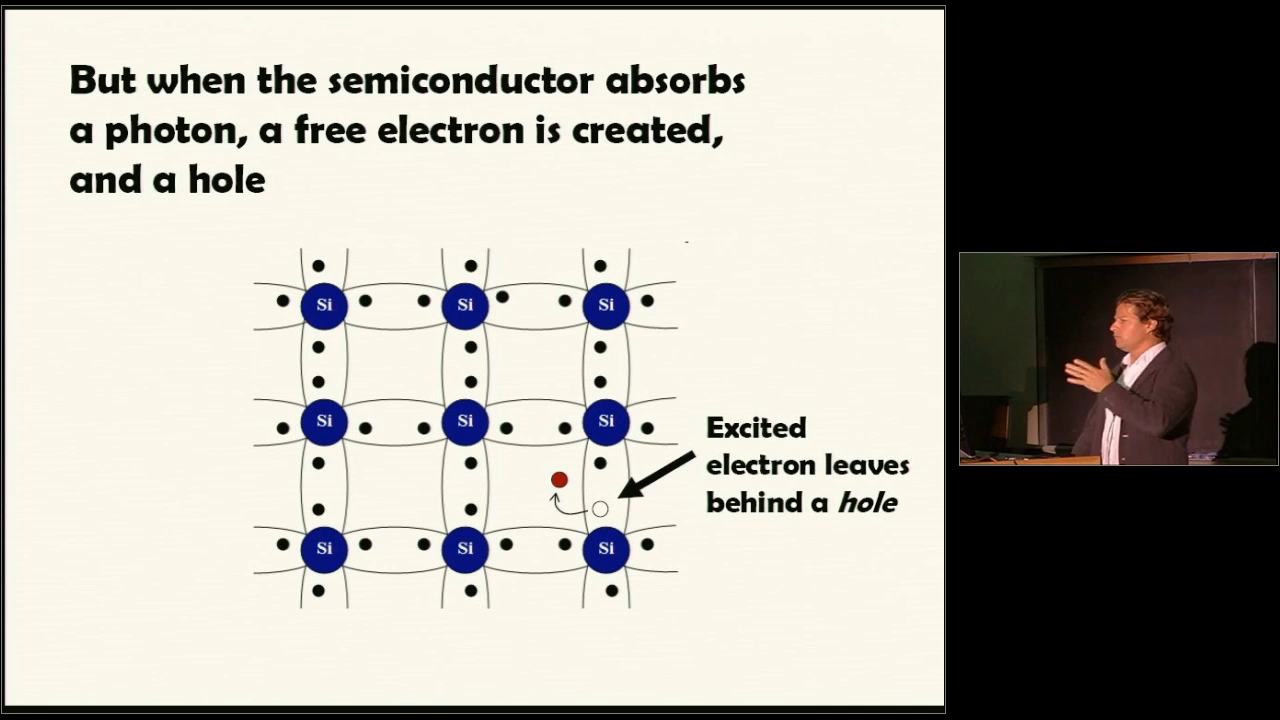 But when the semiconductor absorbs
a photon, a free electron is created,
and a hole
Si Si Si
Si Si Si
Excited
electron leaves
behind a hole
Si Si Si